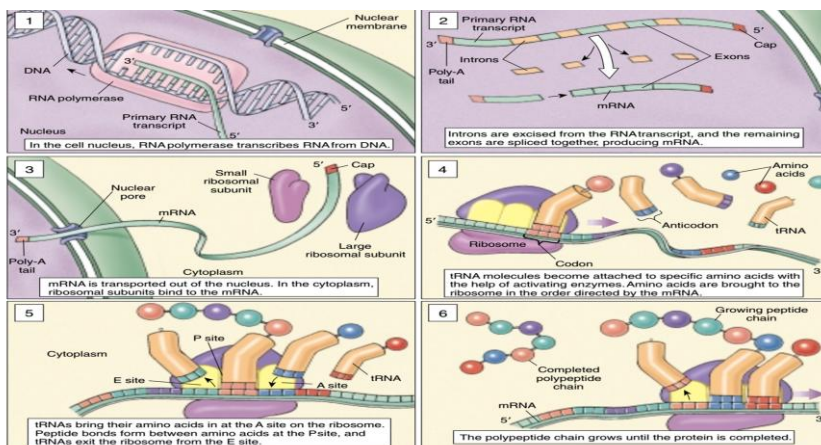 1
Nuclear
membrane
DNA
3′
RNA polymerase
Primary RNA
transcript
5′
3′
5′
Nucleus
In the cell nucleus, RNA polymerase transcribes RNA from DNA.
2
Primary RNA
transcript
5′
3′
Cap
Poly-A
tail
Introns
Exons
mRNA
Introns are excised from the RNA transcript, and the remaining
exons are spliced together, producing mRNA.
3
5′
Cap
Small
ribosomal
subunit
Nuclear
pore
mRNA
3′
Large
ribosomal subunit
Poly-A
tail
Cytoplasm
mRNA is transported out of the nucleus. In the cytoplasm,
ribosomal subunits bind to the mRNA.
4
Amino
acids
5′
Anticodon
tRNA
Ribosome
Codon
3′
tRNA molecules become attached to specific amino acids with
the help of activating enzymes. Amino acids are brought to the
ribosome in the order directed by the mRNA.
5
Cytoplasm
P site
E site
A site
tRNA
tRNAs bring their amino acids in at the A site on the ribosome.
Peptide bonds form between amino acids at the P site, and
tRNAs exit the ribosome from the E site.
6
Growing peptide
chain
Completed
polypeptide
chain
mRNA
5′
3′
The polypeptide chain grows until the protein is completed.